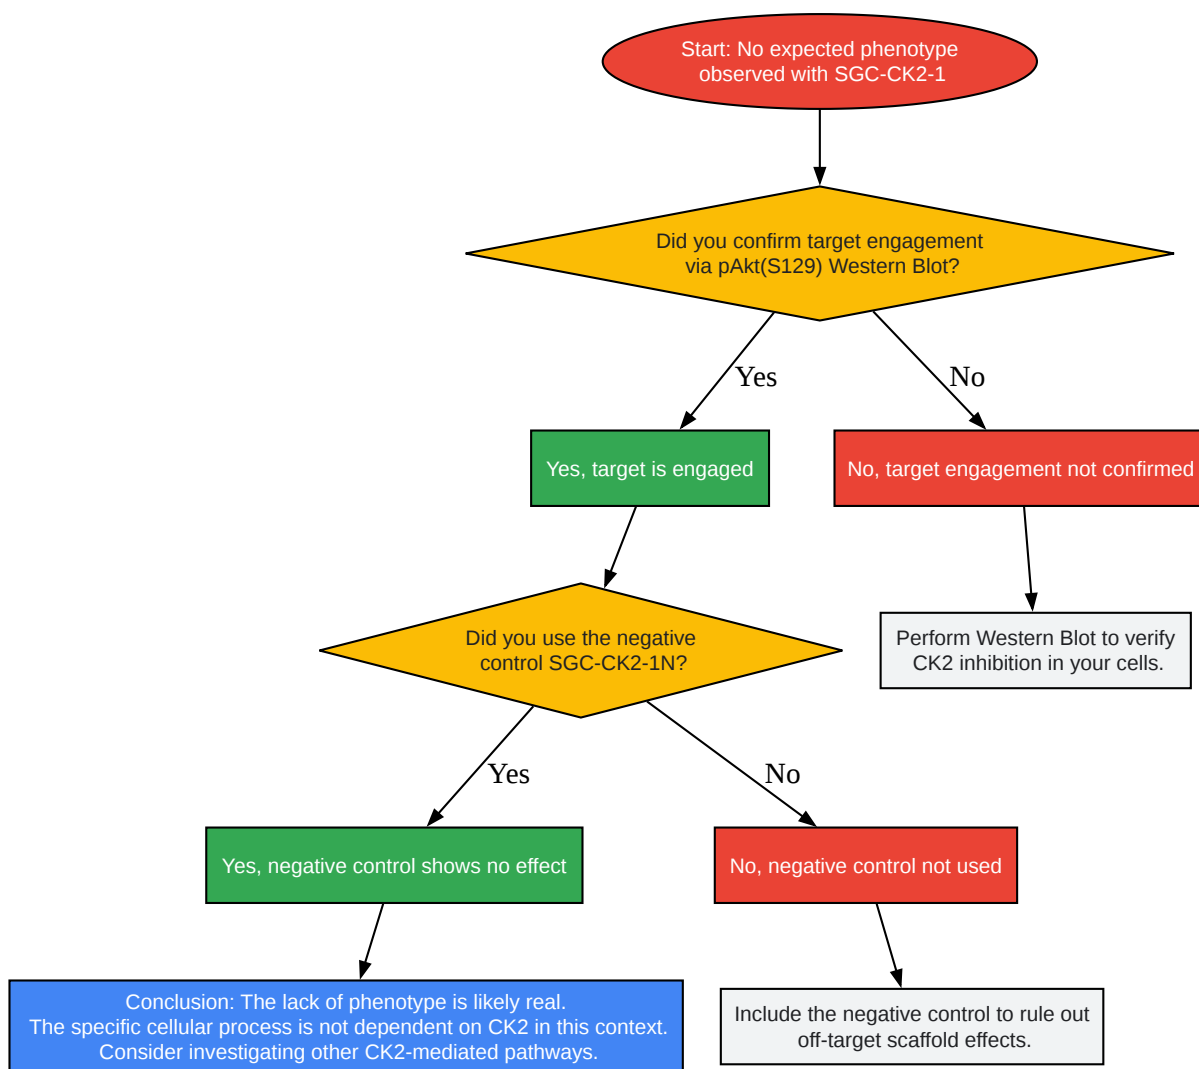 Start: No expected phenotype
observed with SGC-CK2-1
Did you confirm target engagement
via pAkt(S129) Western Blot?
Yes
No
Yes, target is engaged
No, target engagement not confirmed
Did you use the negative
control SGC-CK2-1N?
Perform Western Blot to verify
CK2 inhibition in your cells.
Yes
No
Yes, negative control shows no effect
No, negative control not used
Conclusion: The lack of phenotype is likely real.
The specific cellular process is not dependent on CK2 in this context.
Consider investigating other CK2-mediated pathways.
Include the negative control to rule out
off-target scaffold effects.